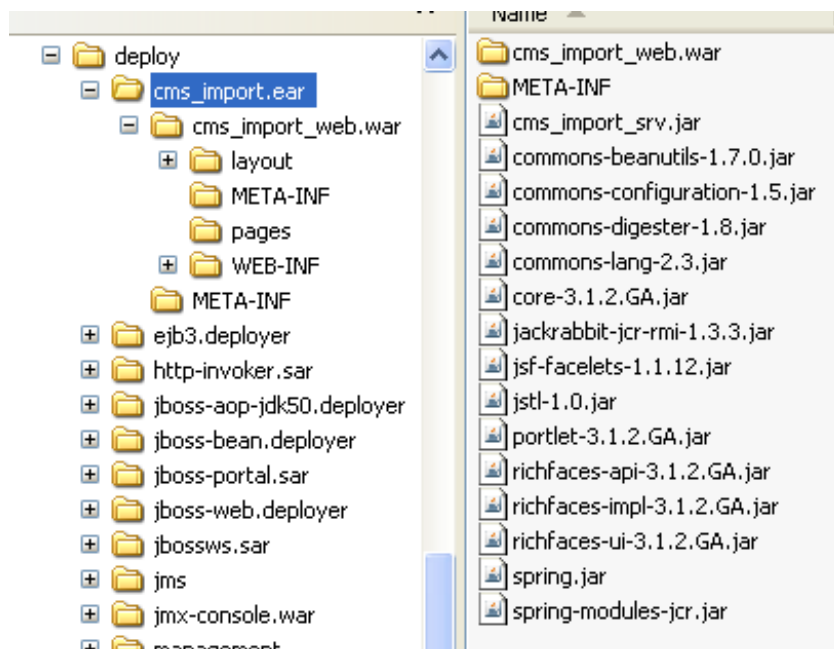 deploy
cms_import.ear
cms_import_web.war
layout
META-INF
pages
WEB-INF
META-INF
ejb3.deployer
http-invoker.sar
jboss-aop-jdk50.deployer
jboss-bean.deployer
jboss-portal.sar
jboss-web.deployer
jbossws.sar
jms
jmx-console.war
management
Name
cms_import_web.war
META-INF
cms_import_srv.jar
commons-beanutils-1.7.0.jar
commons-configuration-1.5.jar
commons-digester-1.8.jar
commons-lang-2.3.jar
core-3.1.2.GA.jar
jackrabbit-jcr-rmi-1.3.3.jar
jsf-facelets-1.1.12.jar
jstl-1.0.jar
portlet-3.1.2.GA.jar
richfaces-api-3.1.2.GA.jar
richfaces-impl-3.1.2.GA.jar
richfaces-ui-3.1.2.GA.jar
spring.jar
spring-modules-jcr.jar